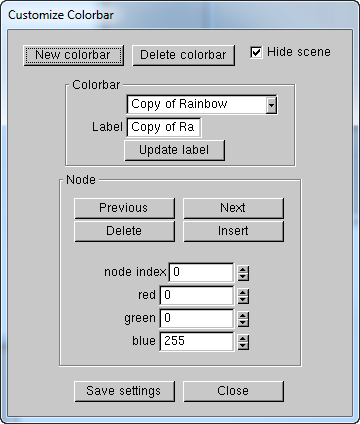 Customize Colorbar
New colorbar Delete colorbar Hide scene
Colorbar
Copy of Rainbow
Label Copy of Ra
Update label
Node
Previous Next
Delete Insert
node index 0
red 0
green 0
blue 255
Save settings Close